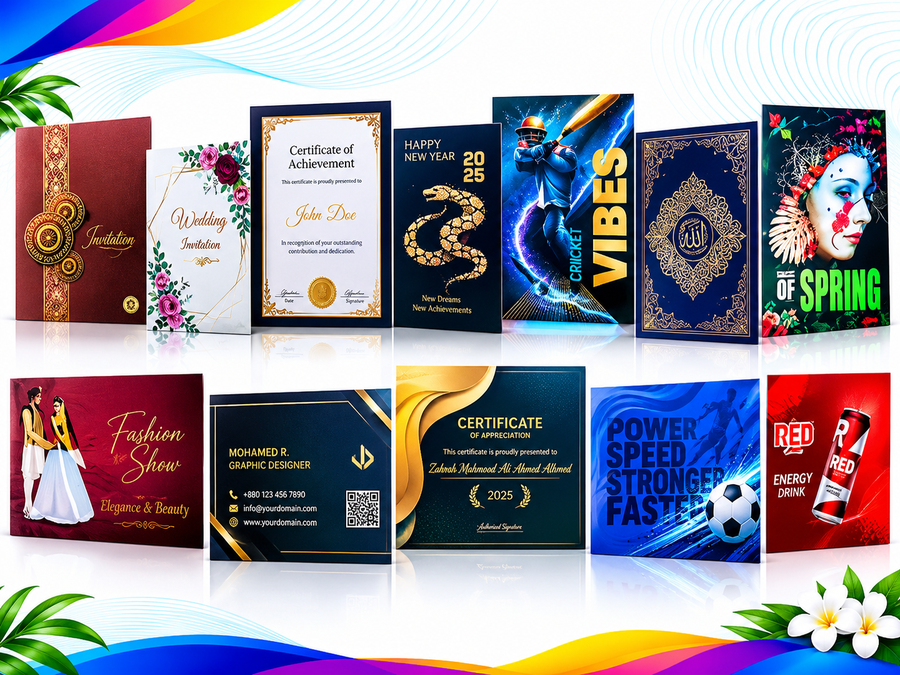 Invitation
Wedding
Invitation
Certificate of
Achievement
This certificate is proudly presented to
John Doe
In recognition of your outstanding
contribution and dedication.
Date
Signature
HAPPY
NEW YEAR
20
25
New Dreams
New Achievements
CRIICKET
VIBES
الله
OF SPRING
Fashion
Show
Elegance & Beauty
MOHAMED R.
GRAPHIC DESIGNER
+880 123 456 7890
info@yourdomain.com
www.yourdomain.com
CERTIFICATE
OF APPRECIATION
This certificate is proudly presented to
Zahrah Mahmood Ali Ahmed Alhmed
2025
Authorized Signature
POWER
SPEED
STRONGER
FASTER
RED
ENERGY
DRINK
R
RED